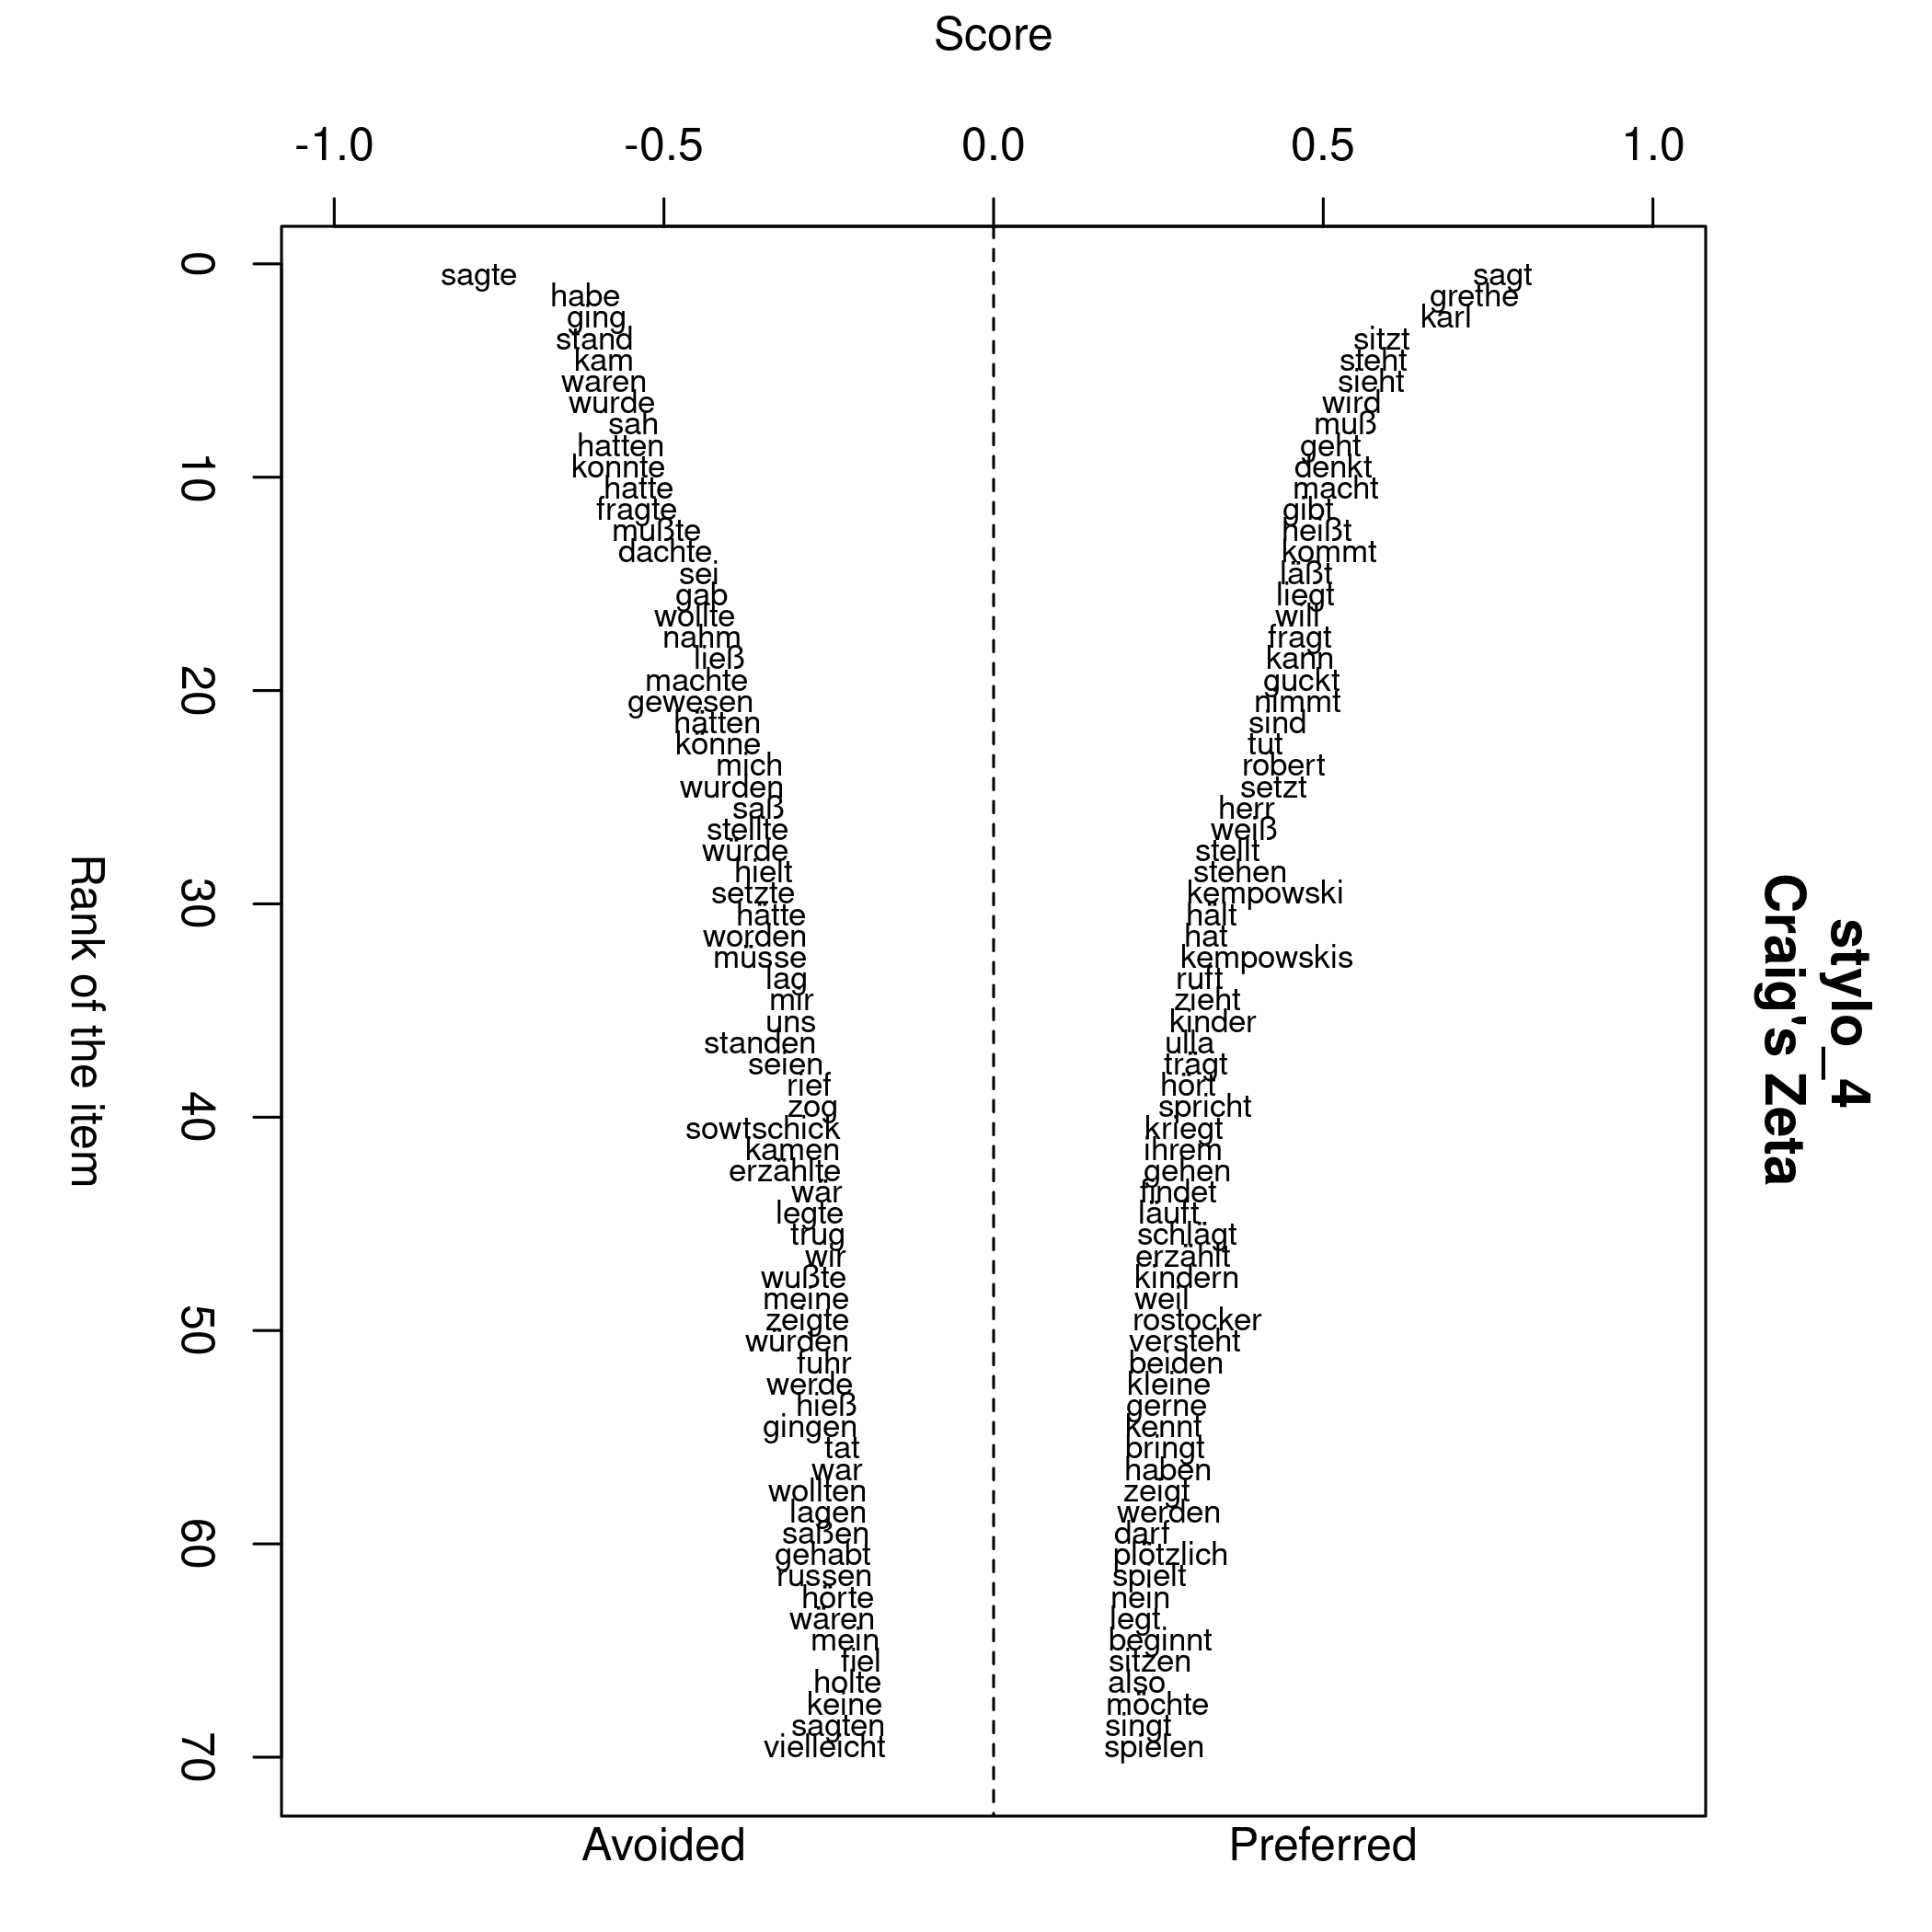 Score
-1.0 -0.5 0.0 0.5 1.0
0
10
20
30
40
50
60
70
Rank of the item
sagte
habe
ging
stand
kam
waren
wurde
sah
hatten
konnte
hatte
fragte
mußte
dachte
sei
gab
wollte
nahm
ließ
machte
gewesen
hätten
könne
mich
wurden
saß
stellte
würde
hielt
setzte
hätte
worden
müsse
lag
mir
uns
standen
seien
rief
zog
sowtschick
kamen
erzählte
wär
legte
trug
wir
wußte
meine
zeigte
würden
fuhr
werde
hieß
gingen
tat
war
wollten
lagen
saßen
gehabt
russen
hörte
wären
mein
fiel
holte
keine
sagten
vielleicht
sagt
grethe
karl
sitzt
steht
sieht
wird
muß
geht
denkt
macht
gibt
heißt
kommt
läßt
liegt
will
fragt
kann
guckt
nimmt
sind
tut
robert
setzt
herr
weiß
stellt
stehen
kempowski
hält
hat
kempowskis
ruft
zieht
kinder
ulla
trägt
hört
spricht
kriegt
ihrem
gehen
findet
läuft
schlägt
erzählt
kindern
weil
rostocker
versteht
beiden
kleine
gerne
kennt
bringt
haben
zeigt
werden
darf
plötzlich
spielt
nein
legt
beginnt
sitzen
also
möchte
singt
spielen
Avoided Preferred
stylo_4
Craig's Zeta